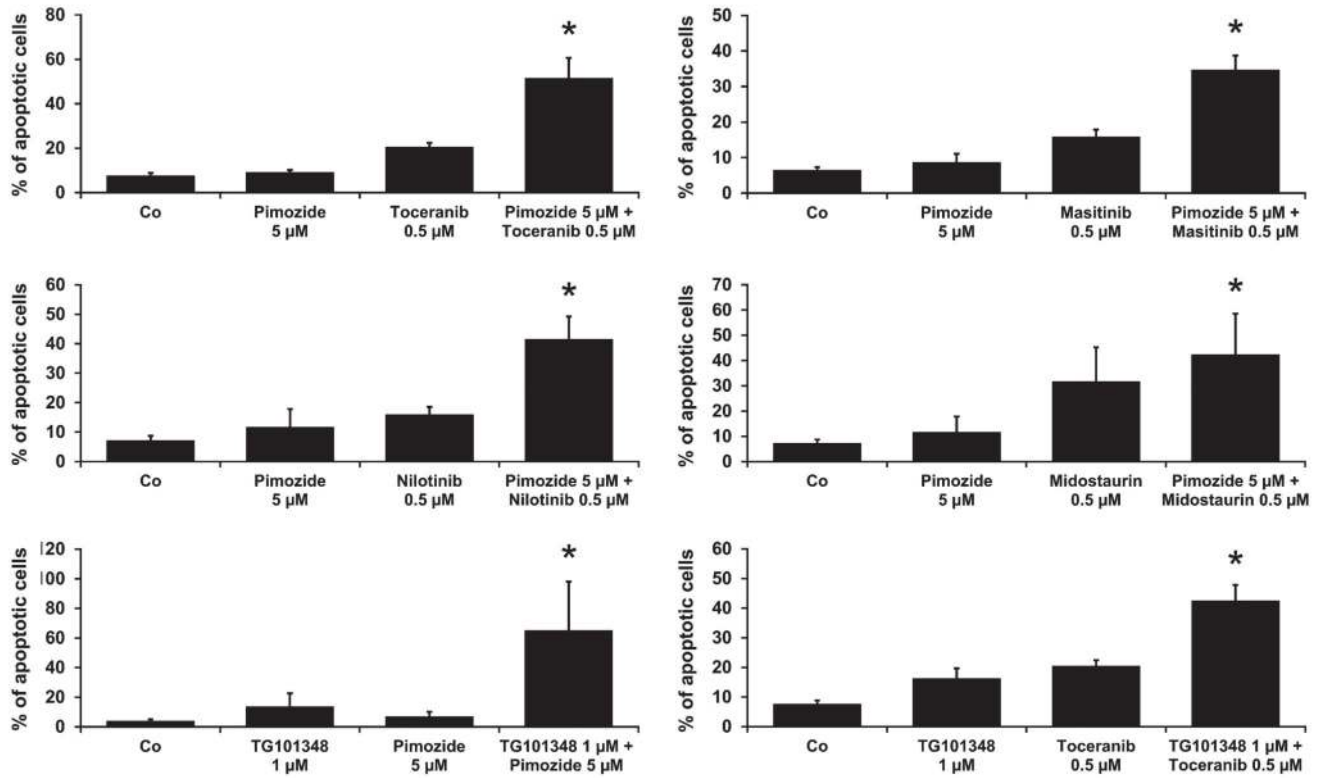 % of apoptotic cells
80
60
40
20
0
*
Co
Pimozide
5 µM
Toceranib
0.5 µM
Pimozide 5 µM +
Toceranib 0.5 µM
% of apoptotic cells
50
40
30
20
10
0
*
Co
Pimozide
5 µM
Masitinib
0.5 µM
Pimozide 5 µM +
Masitinib 0.5 µM
% of apoptotic cells
60
50
40
30
20
10
0
*
Co
Pimozide
5 µM
Nilotinib
0.5 µM
Pimozide 5 µM +
Nilotinib 0.5 µM
% of apoptotic cells
70
60
50
40
30
20
10
0
*
Co
Pimozide
5 µM
Midostaurin
0.5 µM
Pimozide 5 µM +
Midostaurin 0.5 µM
% of apoptotic cells
120
100
80
60
40
20
0
*
Co
TG101348
1 µM
Pimozide
5 µM
TG101348 1 µM +
Pimozide 5 µM
% of apoptotic cells
60
50
40
30
20
10
0
*
Co
TG101348
1 µM
Toceranib
0.5 µM
TG101348 1 µM +
Toceranib 0.5 µM